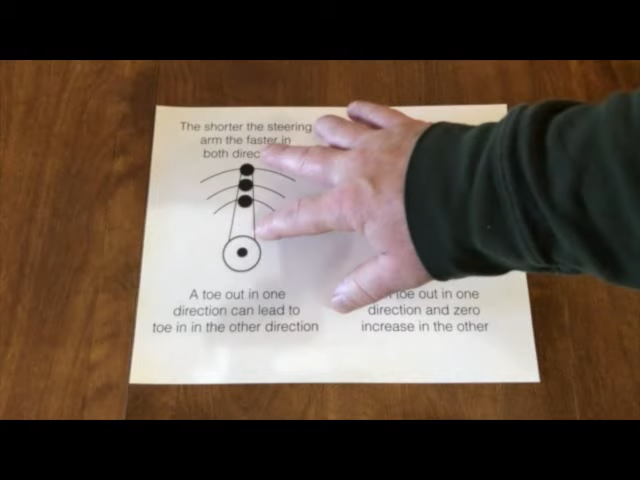 The shorter the steering
arm the faster in
both
A toe out in one
direction can lead to
toe in in the other direction
toe out in one
direction and zero
increase in the other